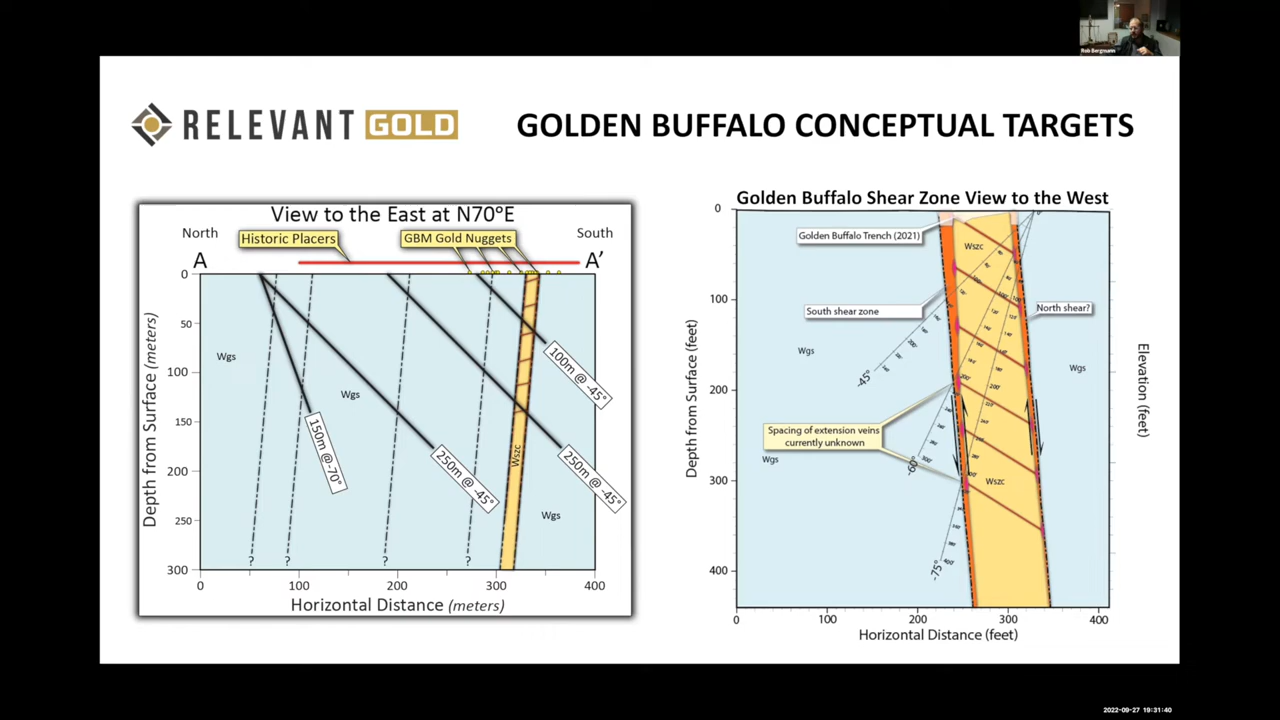 Rob Bergmann
RELEVANT GOLD
GOLDEN BUFFALO CONCEPTUAL TARGETS
View to the East at N70°E
North
Historic Placers
GBM Gold Nuggets
South
A
A’
0
50
100
150
200
250
300
Depth from Surface (meters)
Wgs
Wgs
Wgs
Wszc
150m @-70°
250m @ -45°
250m @ -45°
100m @ -45°
?
?
?
?
0
100
200
300
400
Horizontal Distance (meters)
Golden Buffalo Shear Zone View to the West
0
100
200
300
400
Depth from Surface (feet)
Golden Buffalo Trench (2021)
Wszc
South shear zone
North shear?
Wgs
Wgs
-45°
Spacing of extension veins
currently unknown
Wgs
-60°
Wszc
-75°
Elevation (feet)
0
100
200
300
400
Horizontal Distance (feet)
2022-09-27 19:31:40